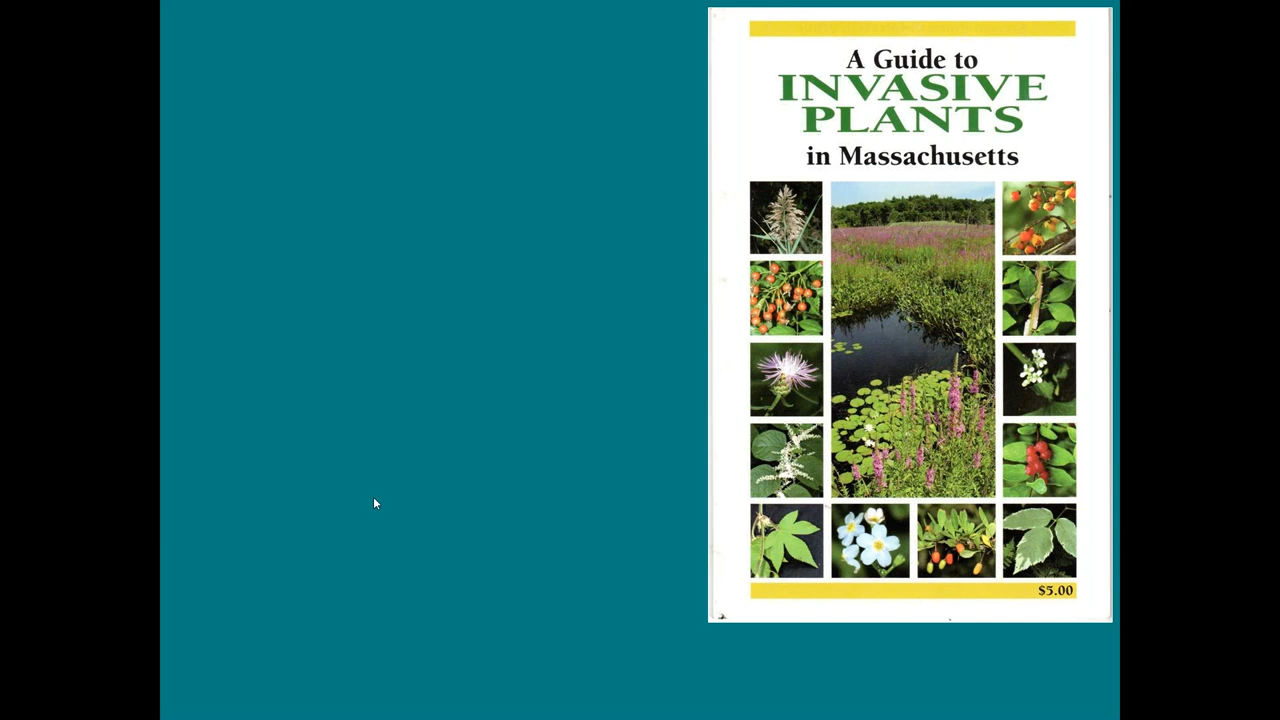 A Guide to
INVASIVE
PLANTS
in Massachusetts
$5.00